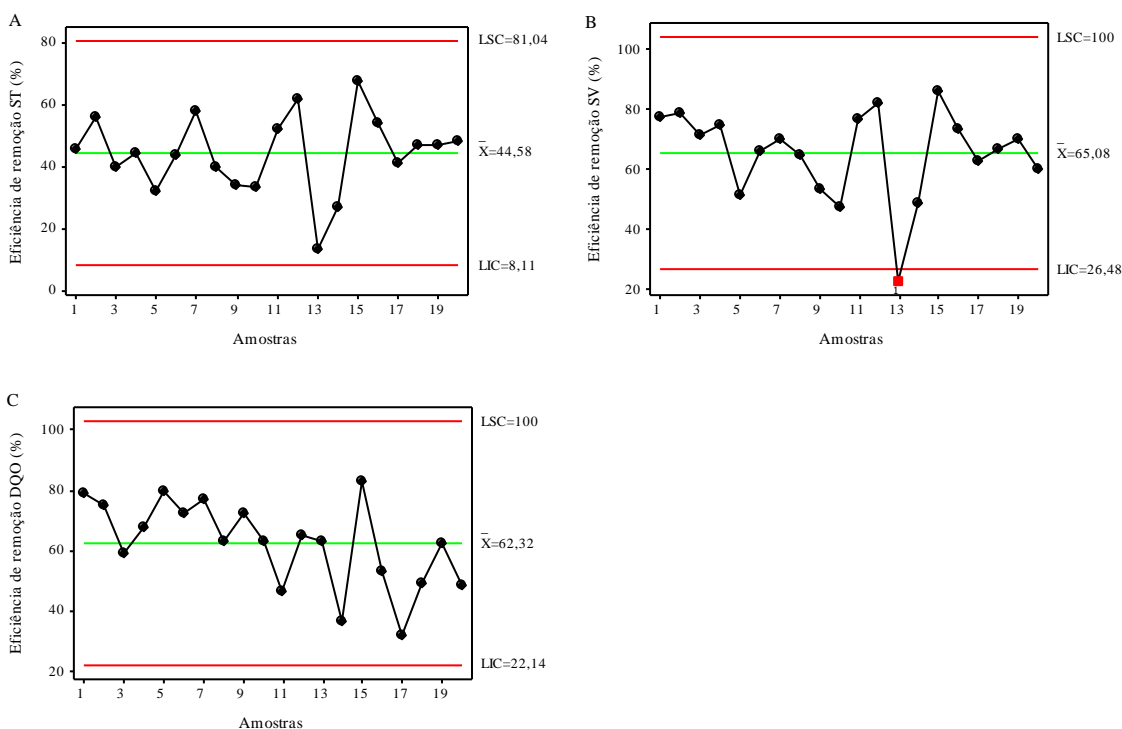 A
Eficiência de remoção ST (%)
80
60
40
20
0
LSC=81,04
X̄=44,58
LIC=8,11
1 3 5 7 9 11 13 15 17 19
Amostras
B
Eficiência de remoção SV (%)
100
80
60
40
20
LSC=100
X̄=65,08
LIC=26,48
1
1 3 5 7 9 11 13 15 17 19
Amostras
C
Eficiência de remoção DQO (%)
100
80
60
40
20
LSC=100
X̄=62,32
LIC=22,14
1 3 5 7 9 11 13 15 17 19
Amostras